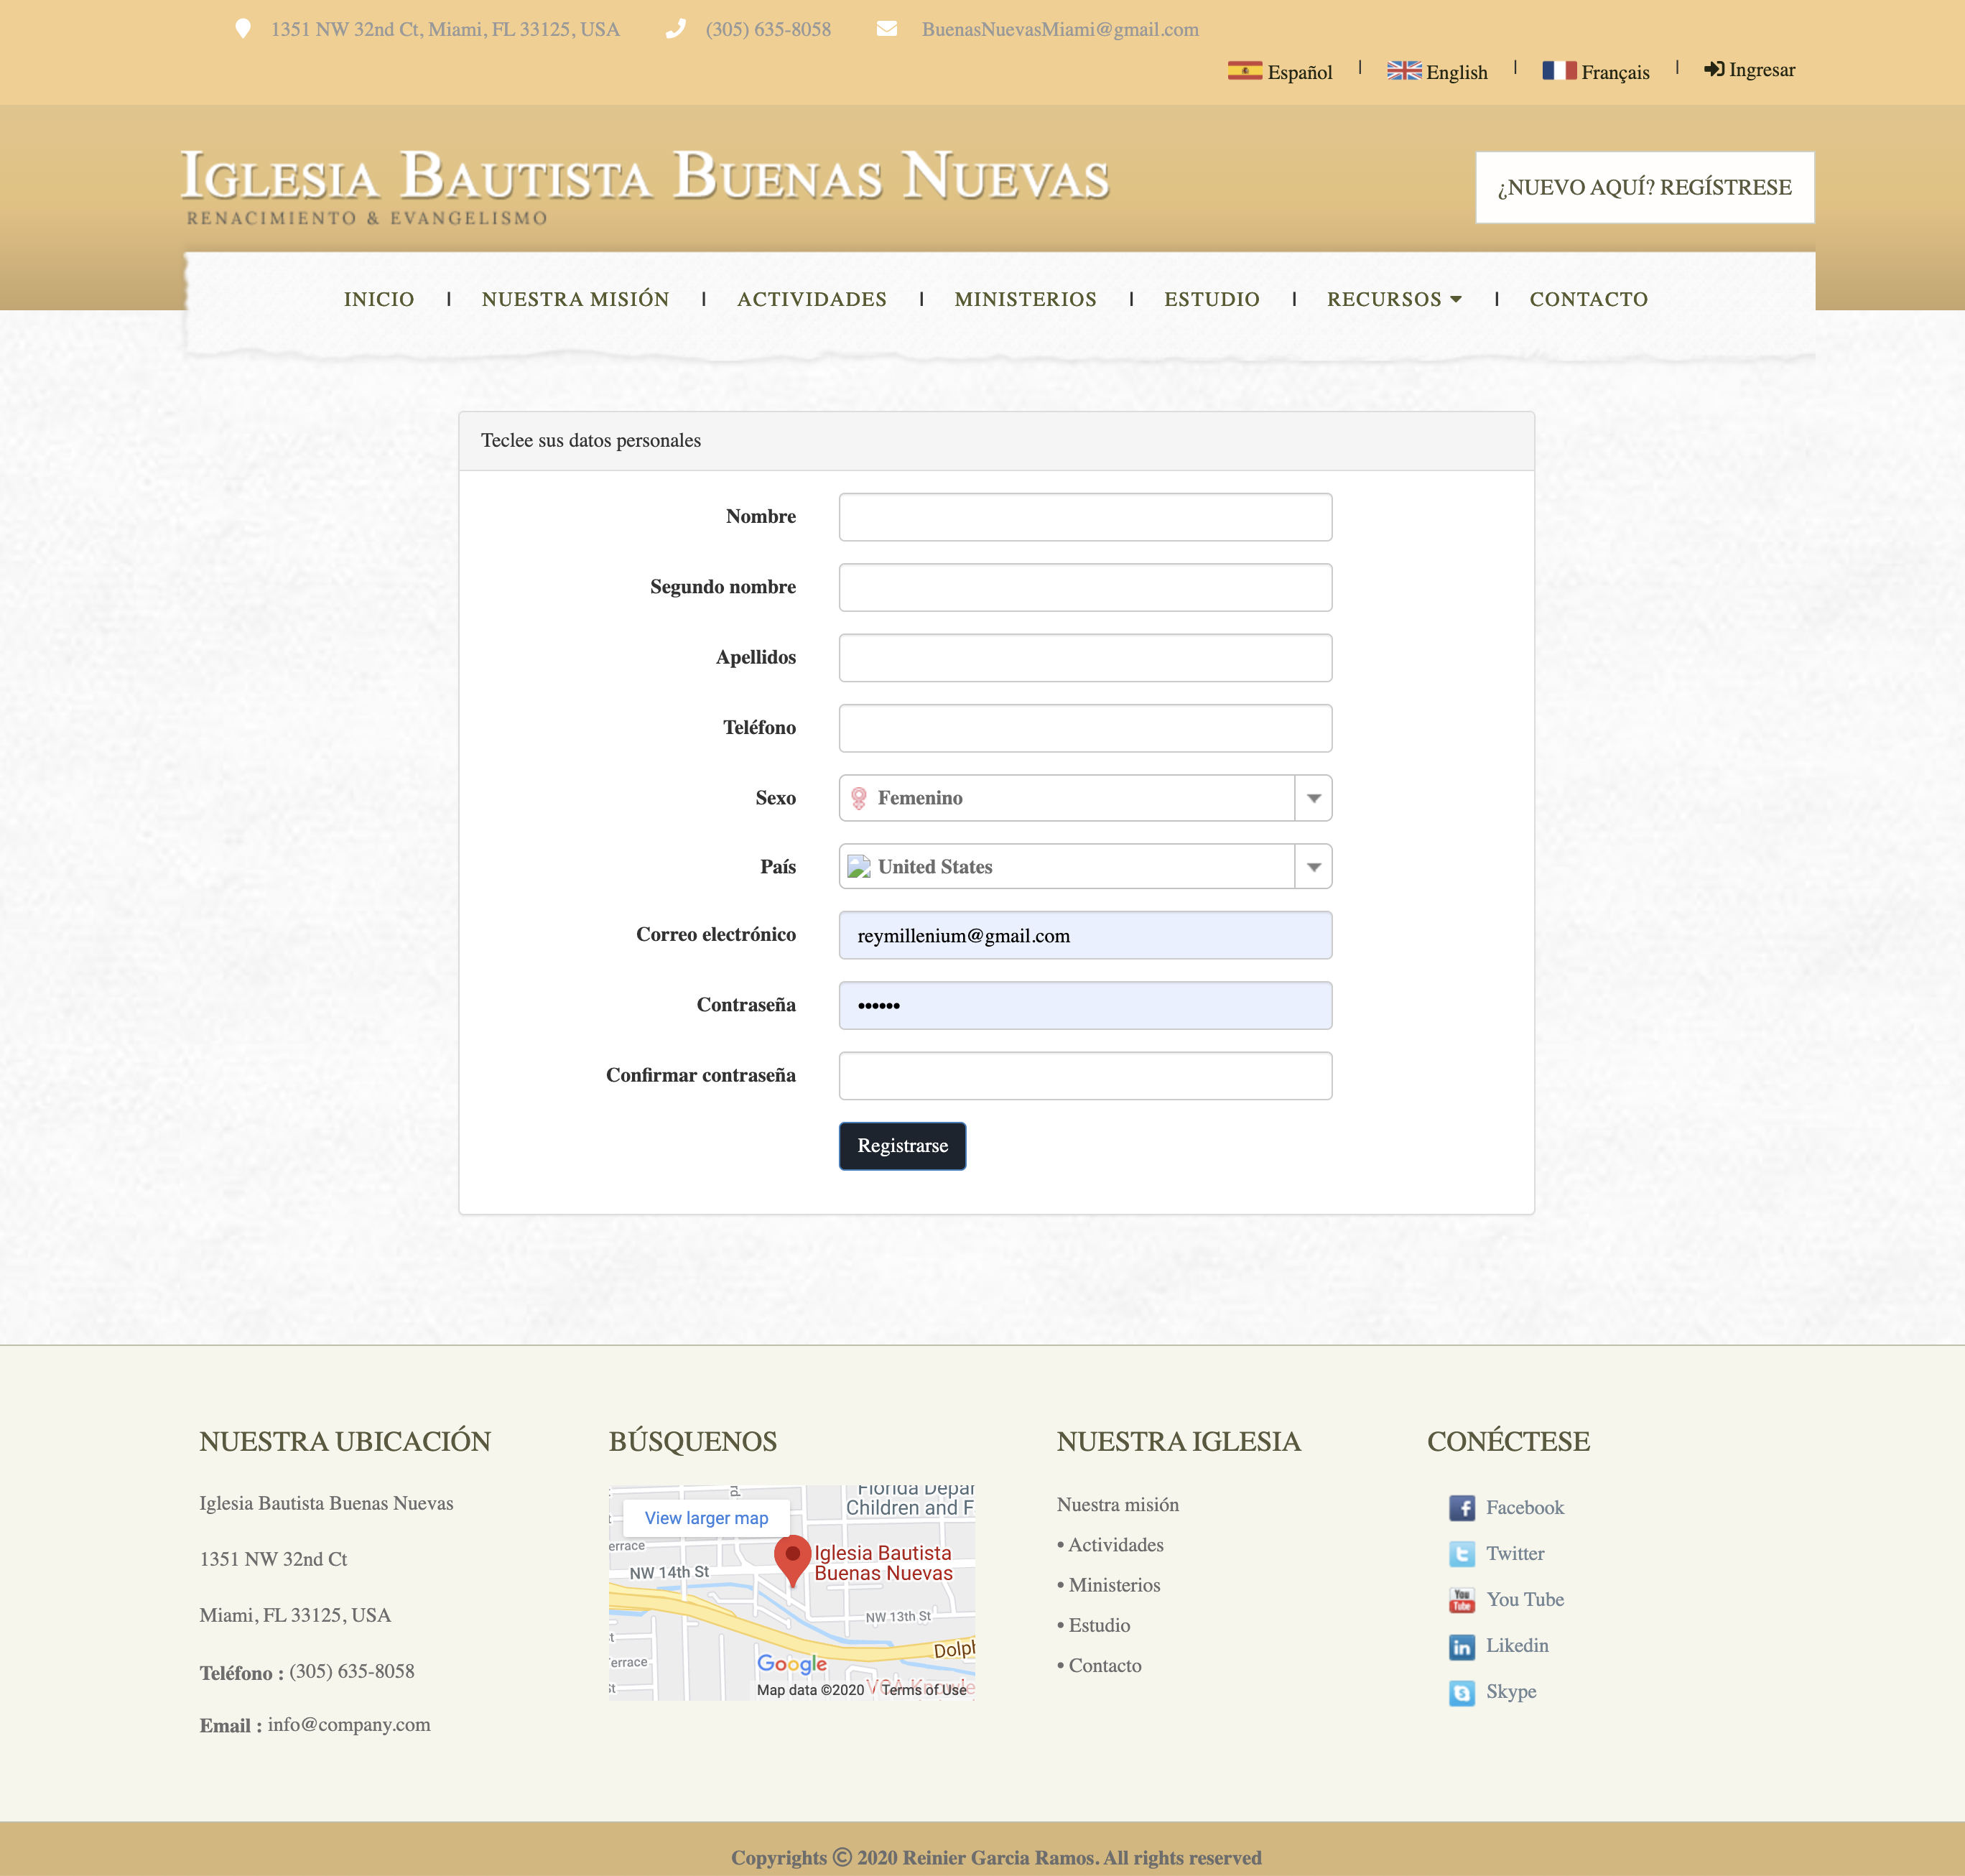 1351 NW 32nd Ct, Miami, FL 33125, USA (305) 635-8058 BuenasNuevasMiami@gmail.com
Español | English | Français | Ingresar
Iglesia Bautista Buenas Nuevas
RENACIMIENTO & EVANGELISMO
¿NUEVO AQUÍ? REGÍSTRESE
INICIO | NUESTRA MISIÓN | ACTIVIDADES | MINISTERIOS | ESTUDIO | RECURSOS | CONTACTO
Teclee sus datos personales
Nombre
Segundo nombre
Apellidos
Teléfono
Sexo Femenino
País United States
Correo electrónico reymillenium@gmail.com
Contraseña ••••••
Confirmar contraseña
Registrarse
NUESTRA UBICACIÓN
Iglesia Bautista Buenas Nuevas
1351 NW 32nd Ct
Miami, FL 33125, USA
Teléfono : (305) 635-8058
Email : info@company.com
BÚSQUENOS
Florida Depar
Children and F
View larger map
Iglesia Bautista
Buenas Nuevas
errace
NW 14th St
NW 13th St
Dolph
errace
Google
Map data ©2020 Terms of Use
NUESTRA IGLESIA
Nuestra misión
• Actividades
• Ministerios
• Estudio
• Contacto
CONÉCTESE
Facebook
Twitter
You Tube
Likedin
Skype
Copyrights © 2020 Reinier Garcia Ramos. All rights reserved